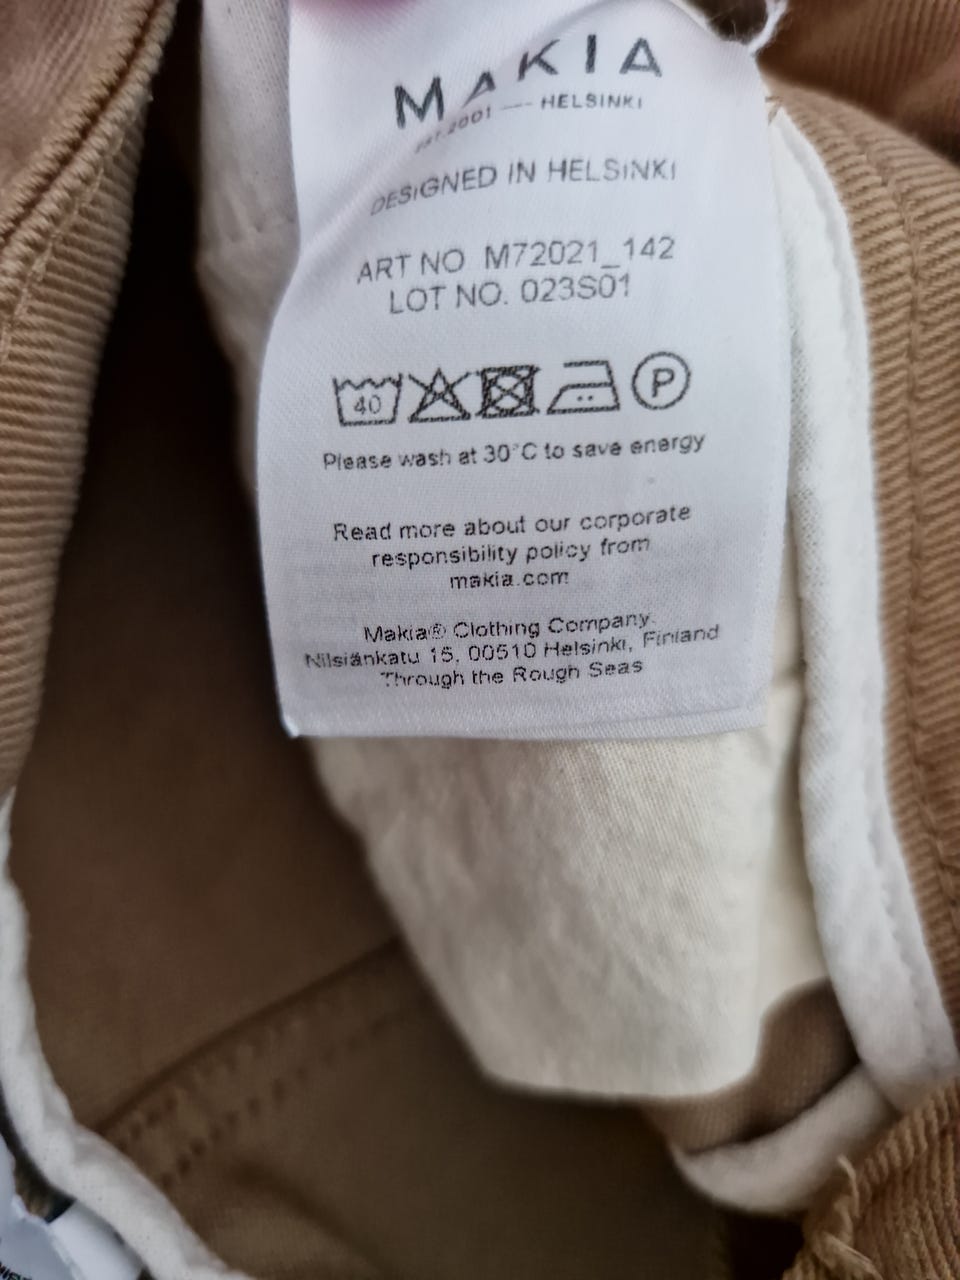 MAKIA
EST.2001 — HELSINKI
DESIGNED IN HELSINKI
ART NO M72021_142
LOT NO. 023S01
40 P
Please wash at 30°C to save energy
Read more about our corporate
responsibility policy from
makia.com
Makia® Clothing Company.
Nilsiänkatu 15, 00510 Helsinki, Finland
Through the Rough Seas